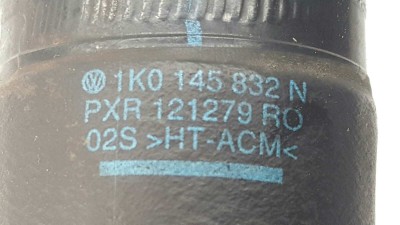 1K0 145 832 N
PXR 121279 RO
02S >HT-ACM<